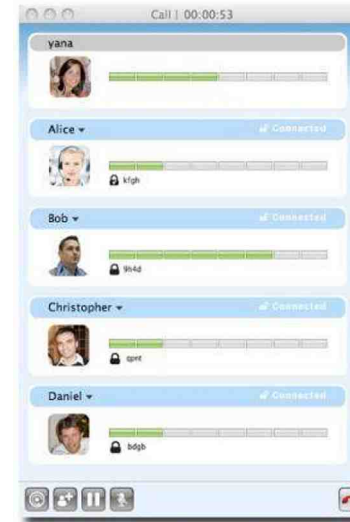 Call | 00:00:53
yana
Alice
Connected
kfgh
Bob
Connected
9h4d
Christopher
Connected
qpnt
Daniel
Connected
bdgb